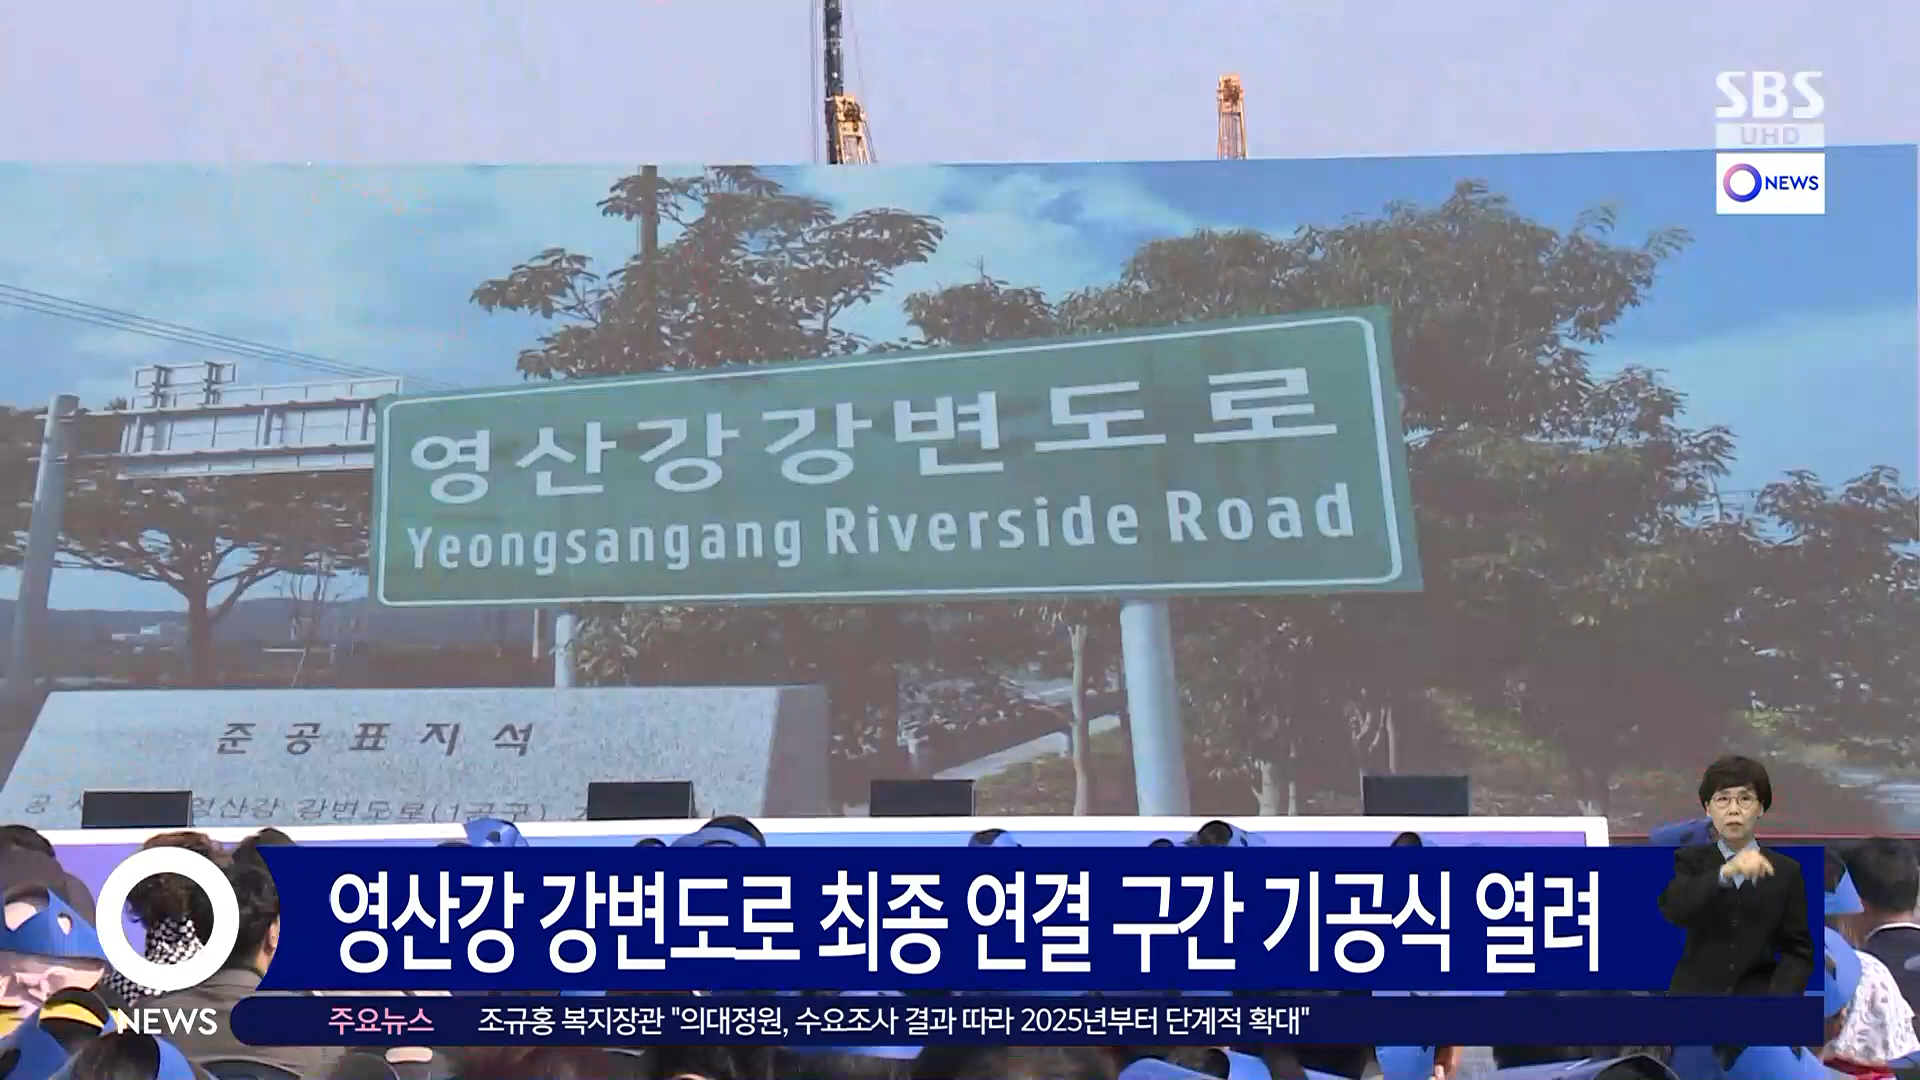 SBS
UHD
NEWS
영산강강변도로
Yeongsangang Riverside Road
준공표지석
영산강 강변도로(1공구)
영산강 강변도로 최종 연결 구간 기공식 열려
NEWS
주요뉴스 조규홍 복지장관 "의대정원, 수요조사 결과 따라 2025년부터 단계적 확대"